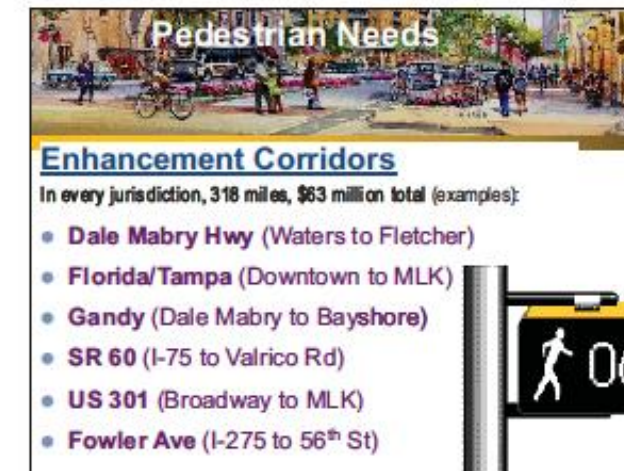 Pedestrian Needs
Enhancement Corridors
In every jurisdiction, 318 miles, $63 million total (examples):
• Dale Mabry Hwy (Waters to Fletcher)
• Florida/Tampa (Downtown to MLK)
• Gandy (Dale Mabry to Bayshore)
• SR 60 (I-75 to Valrico Rd)
• US 301 (Broadway to MLK)
• Fowler Ave (I-275 to 56th St)